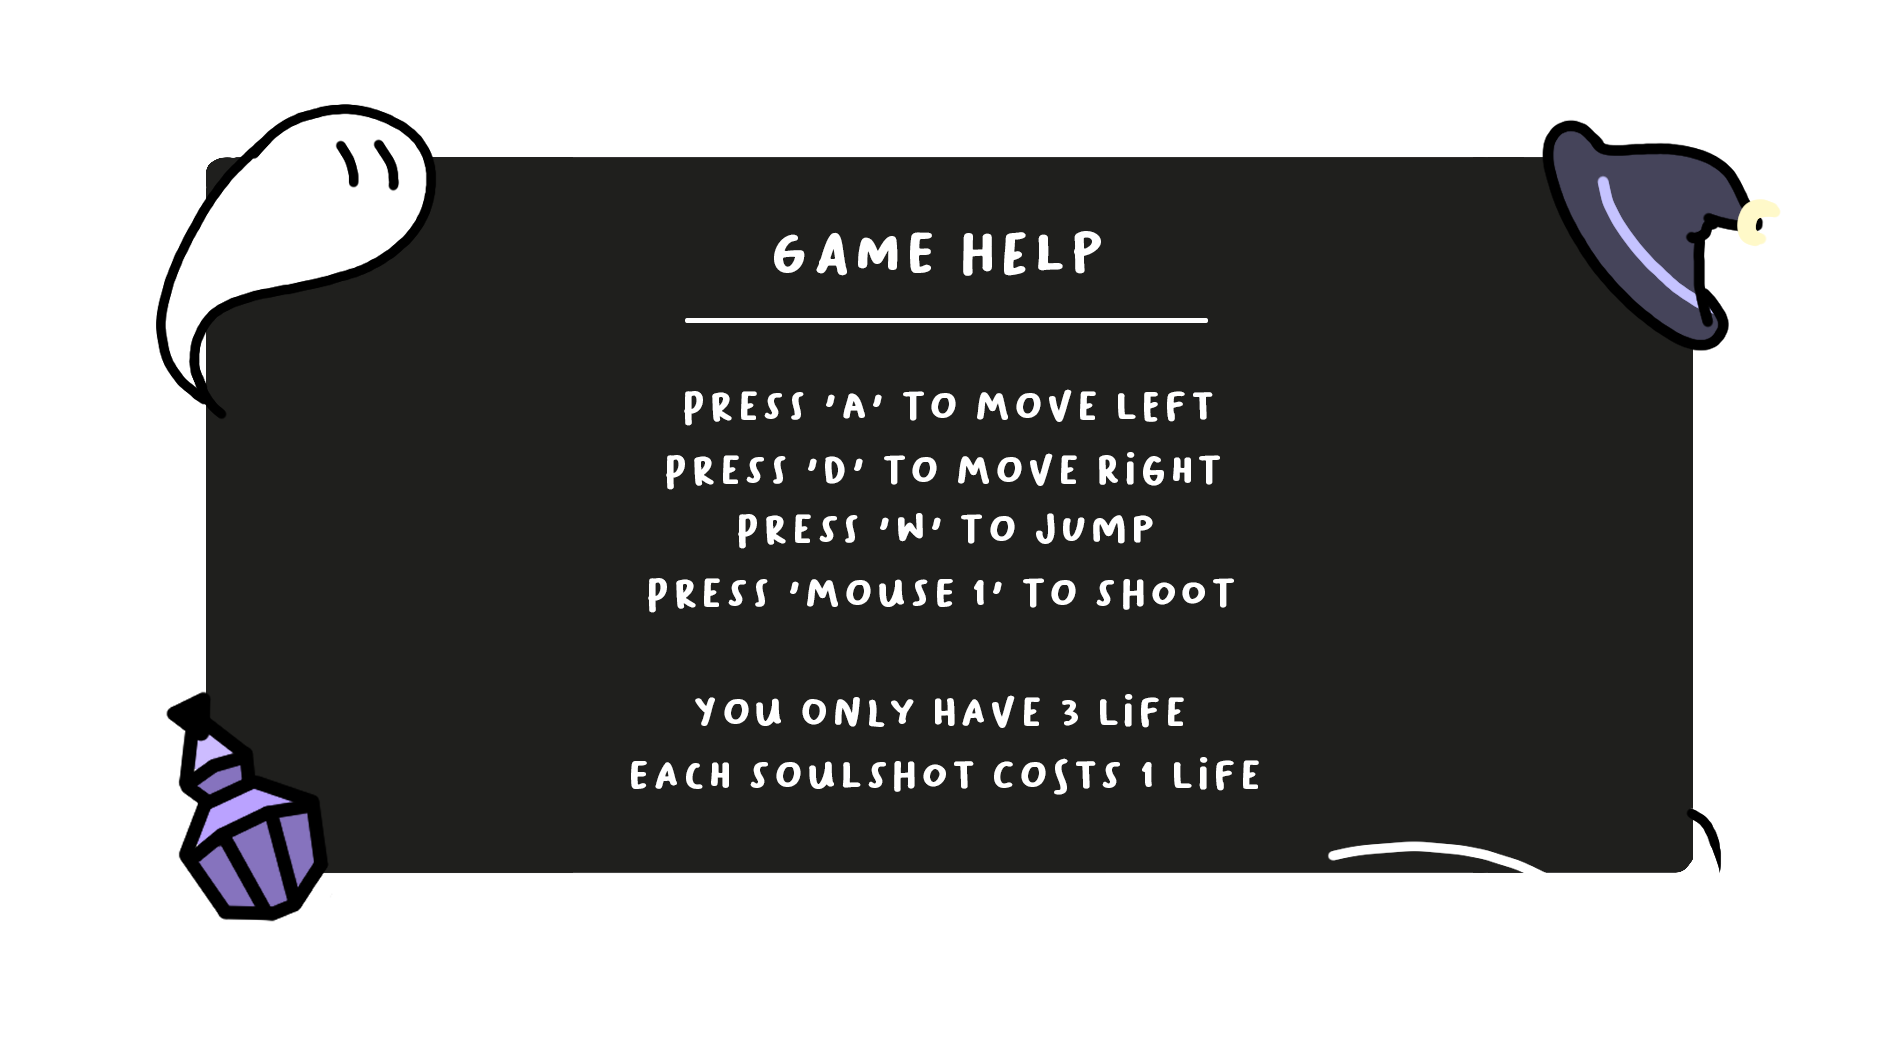 GAME HELP
PRESS 'A' TO MOVE LEFT
PRESS 'D' TO MOVE RIGHT
PRESS 'W' TO JUMP
PRESS 'MOUSE 1' TO SHOOT
YOU ONLY HAVE 3 LIFE
EACH SOULSHOT COSTS 1 LIFE